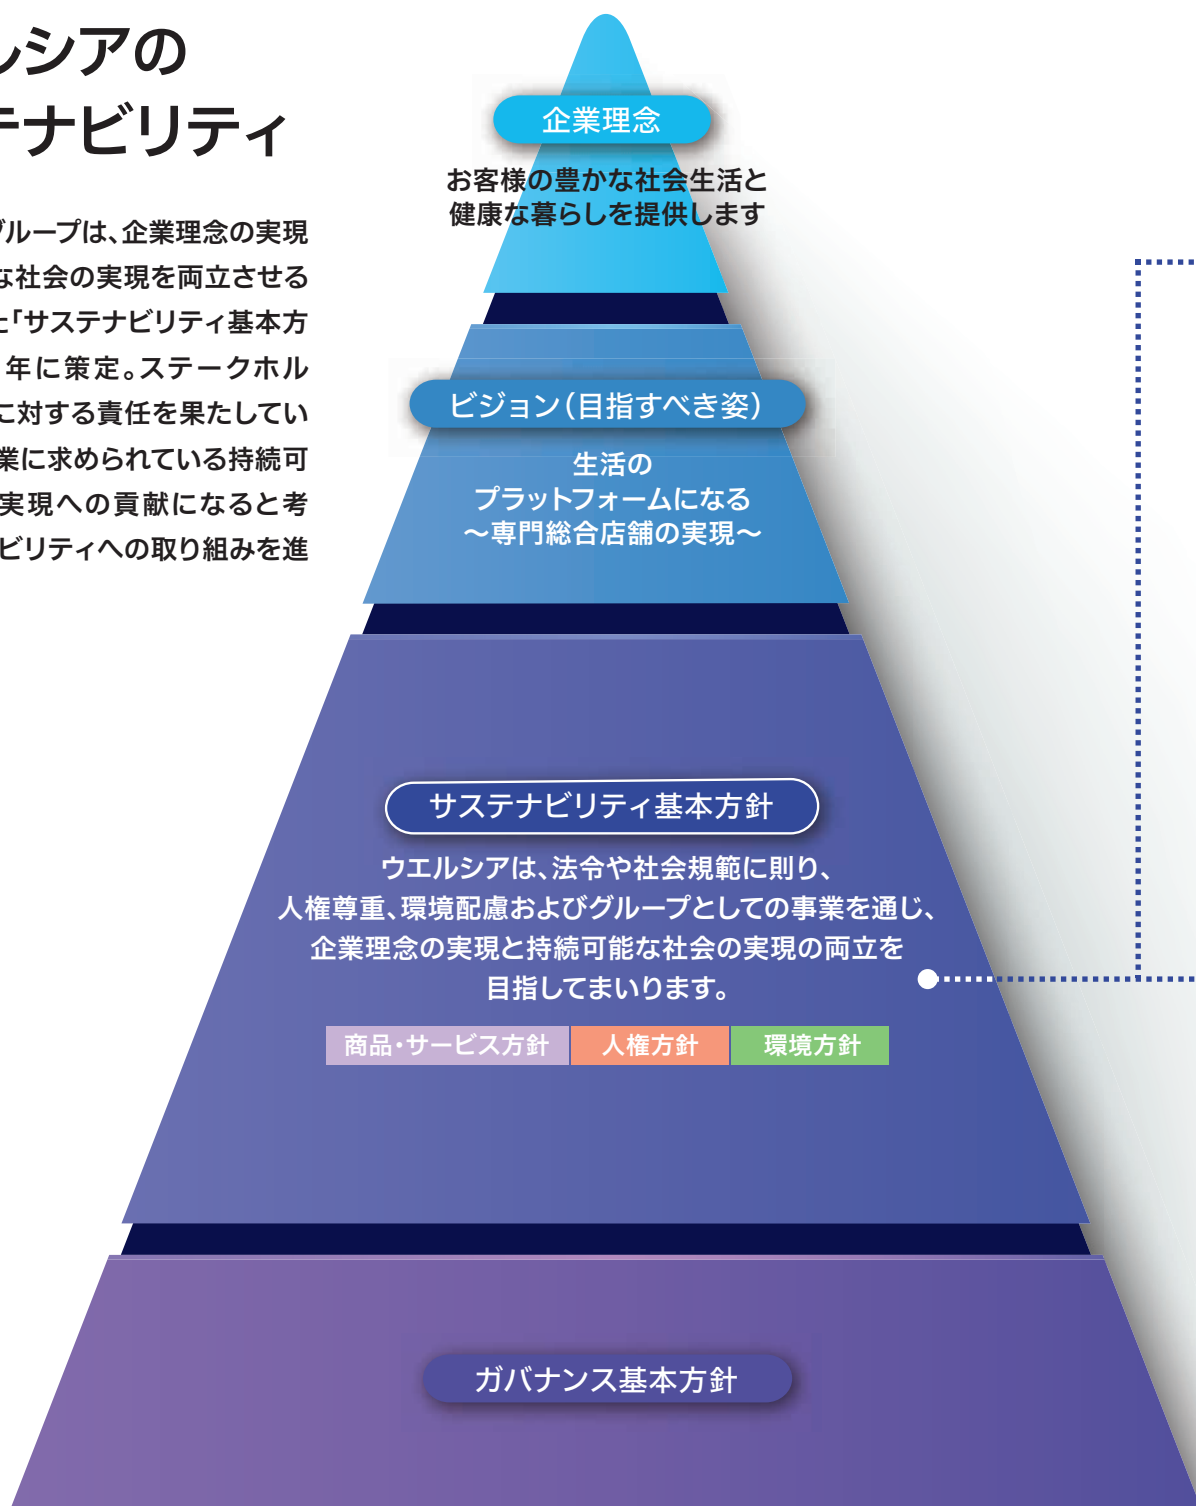 ルシアの
テナビリティ
グループは、企業理念の実現
な社会の実現を両立させる
た「サステナビリティ基本方
年に策定。ステークホル
に対する責任を果たしてい
業に求められている持続可
実現への貢献になると考
ビリティへの取り組みを進
企業理念
お客様の豊かな社会生活と
健康な暮らしを提供します
ビジョン（目指すべき姿）
生活の
プラットフォームになる
～専門総合店舗の実現～
サステナビリティ基本方針
ウエルシアは、法令や社会規範に則り、
人権尊重、環境配慮およびグループとしての事業を通じ、
企業理念の実現と持続可能な社会の実現の両立を
目指してまいります。
商品・サービス方針 人権方針 環境方針
ガバナンス基本方針